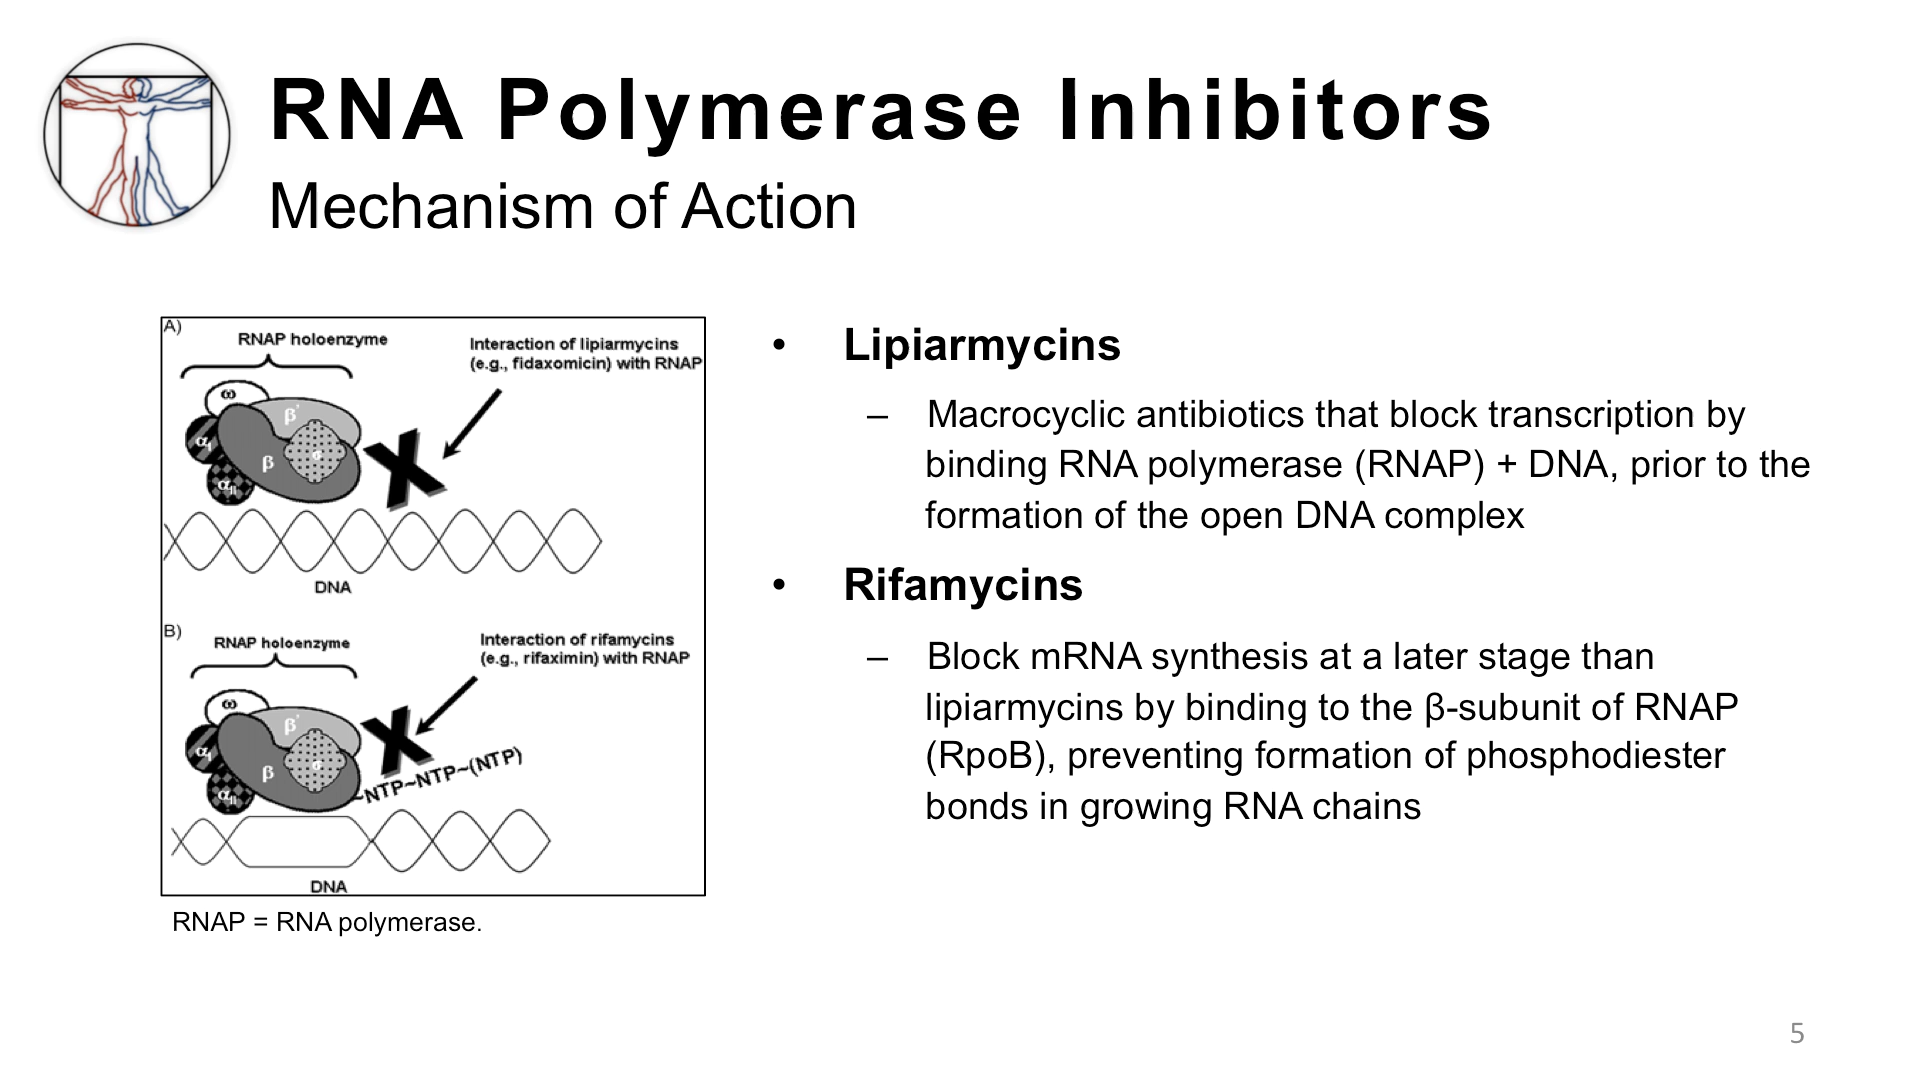 RNA Polymerase Inhibitors
Mechanism of Action
A)
RNAP holoenzyme
Interaction of lipiarmycins
(e.g., fidaxomicin) with RNAP
ω
β'
αI
β
σ
αII
DNA
B)
RNAP holoenzyme
Interaction of rifamycins
(e.g., rifaximin) with RNAP
ω
β'
αI
β
σ
αII
~NTP~NTP~(NTP)
DNA
RNAP = RNA polymerase.
• Lipiarmycins
– Macrocyclic antibiotics that block transcription by
binding RNA polymerase (RNAP) + DNA, prior to the
formation of the open DNA complex
• Rifamycins
– Block mRNA synthesis at a later stage than
lipiarmycins by binding to the β-subunit of RNAP
(RpoB), preventing formation of phosphodiester
bonds in growing RNA chains
5